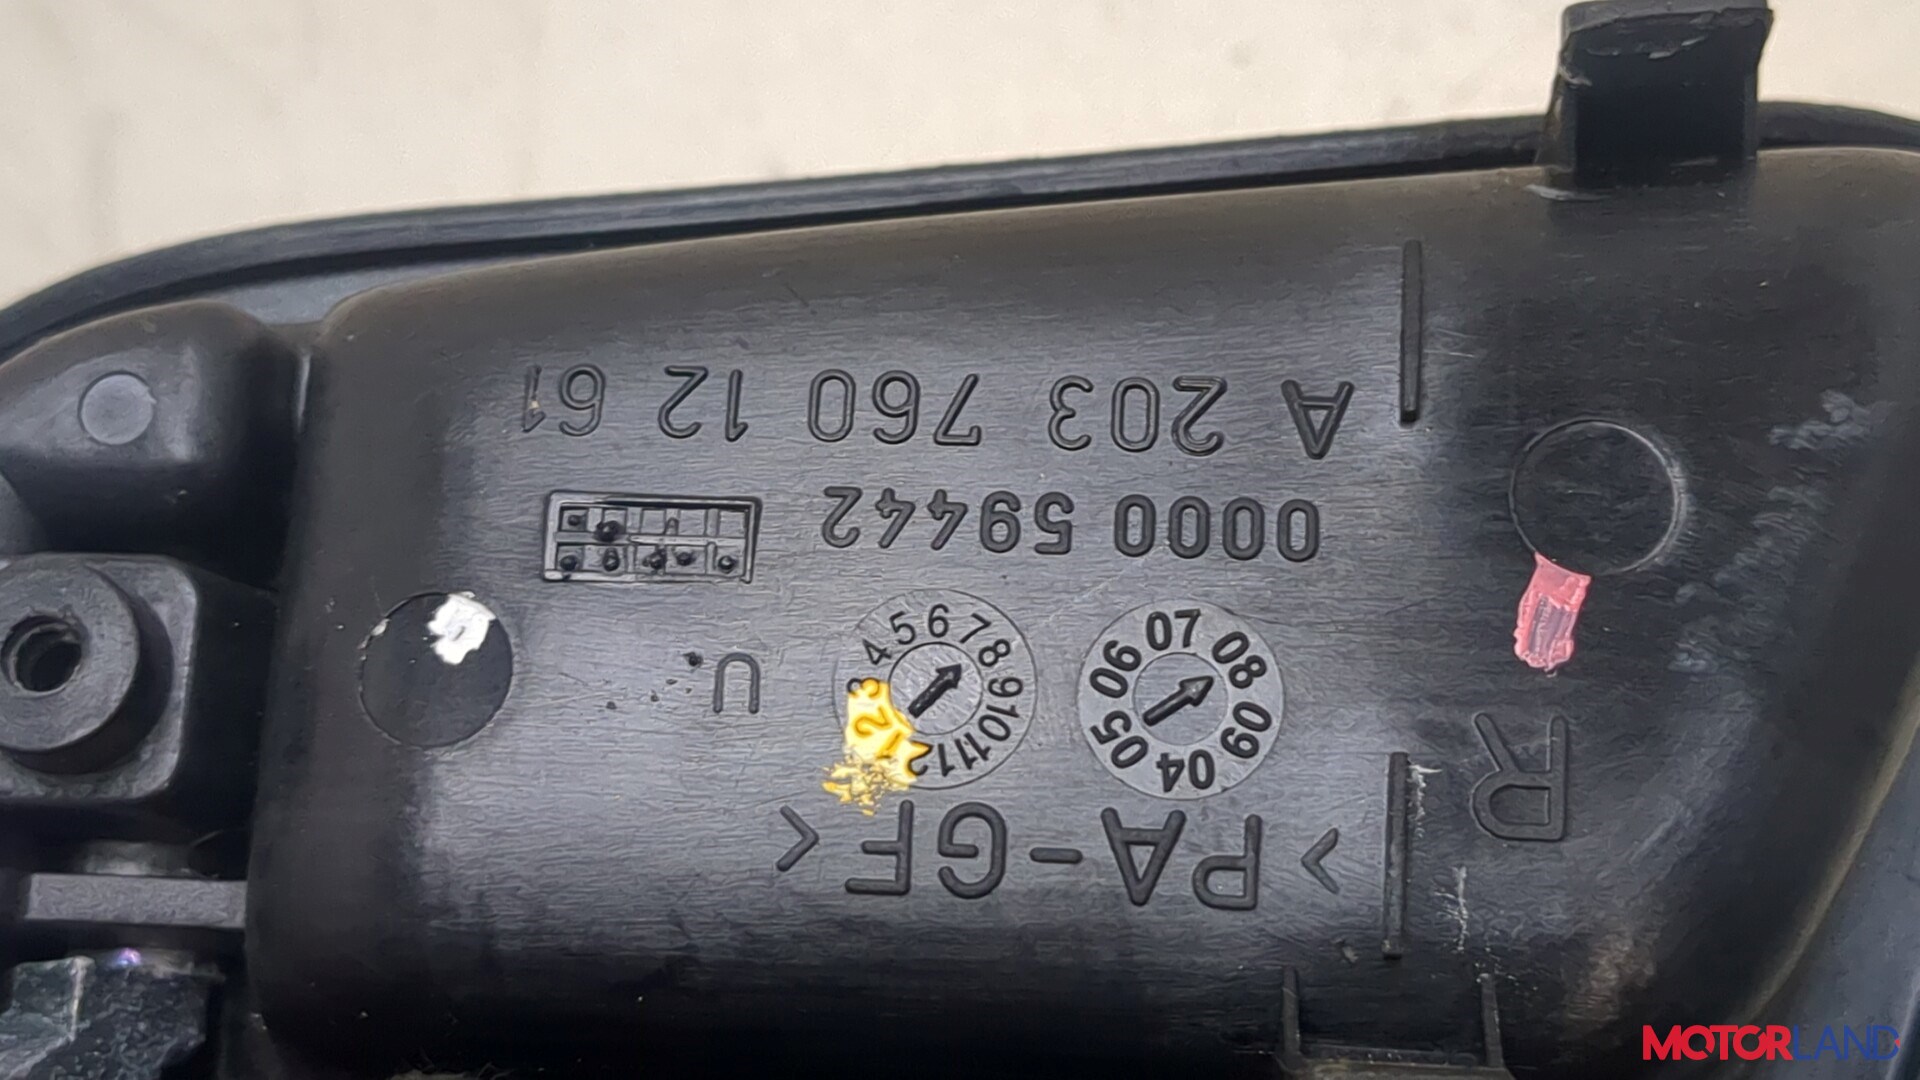 A 203 760 12 61
0000 59442
U
4 5 6 7 8 9 10 11 12 1 2 3
04 05 06 07 08 09
R
>PA-GF<
MOTORLAND